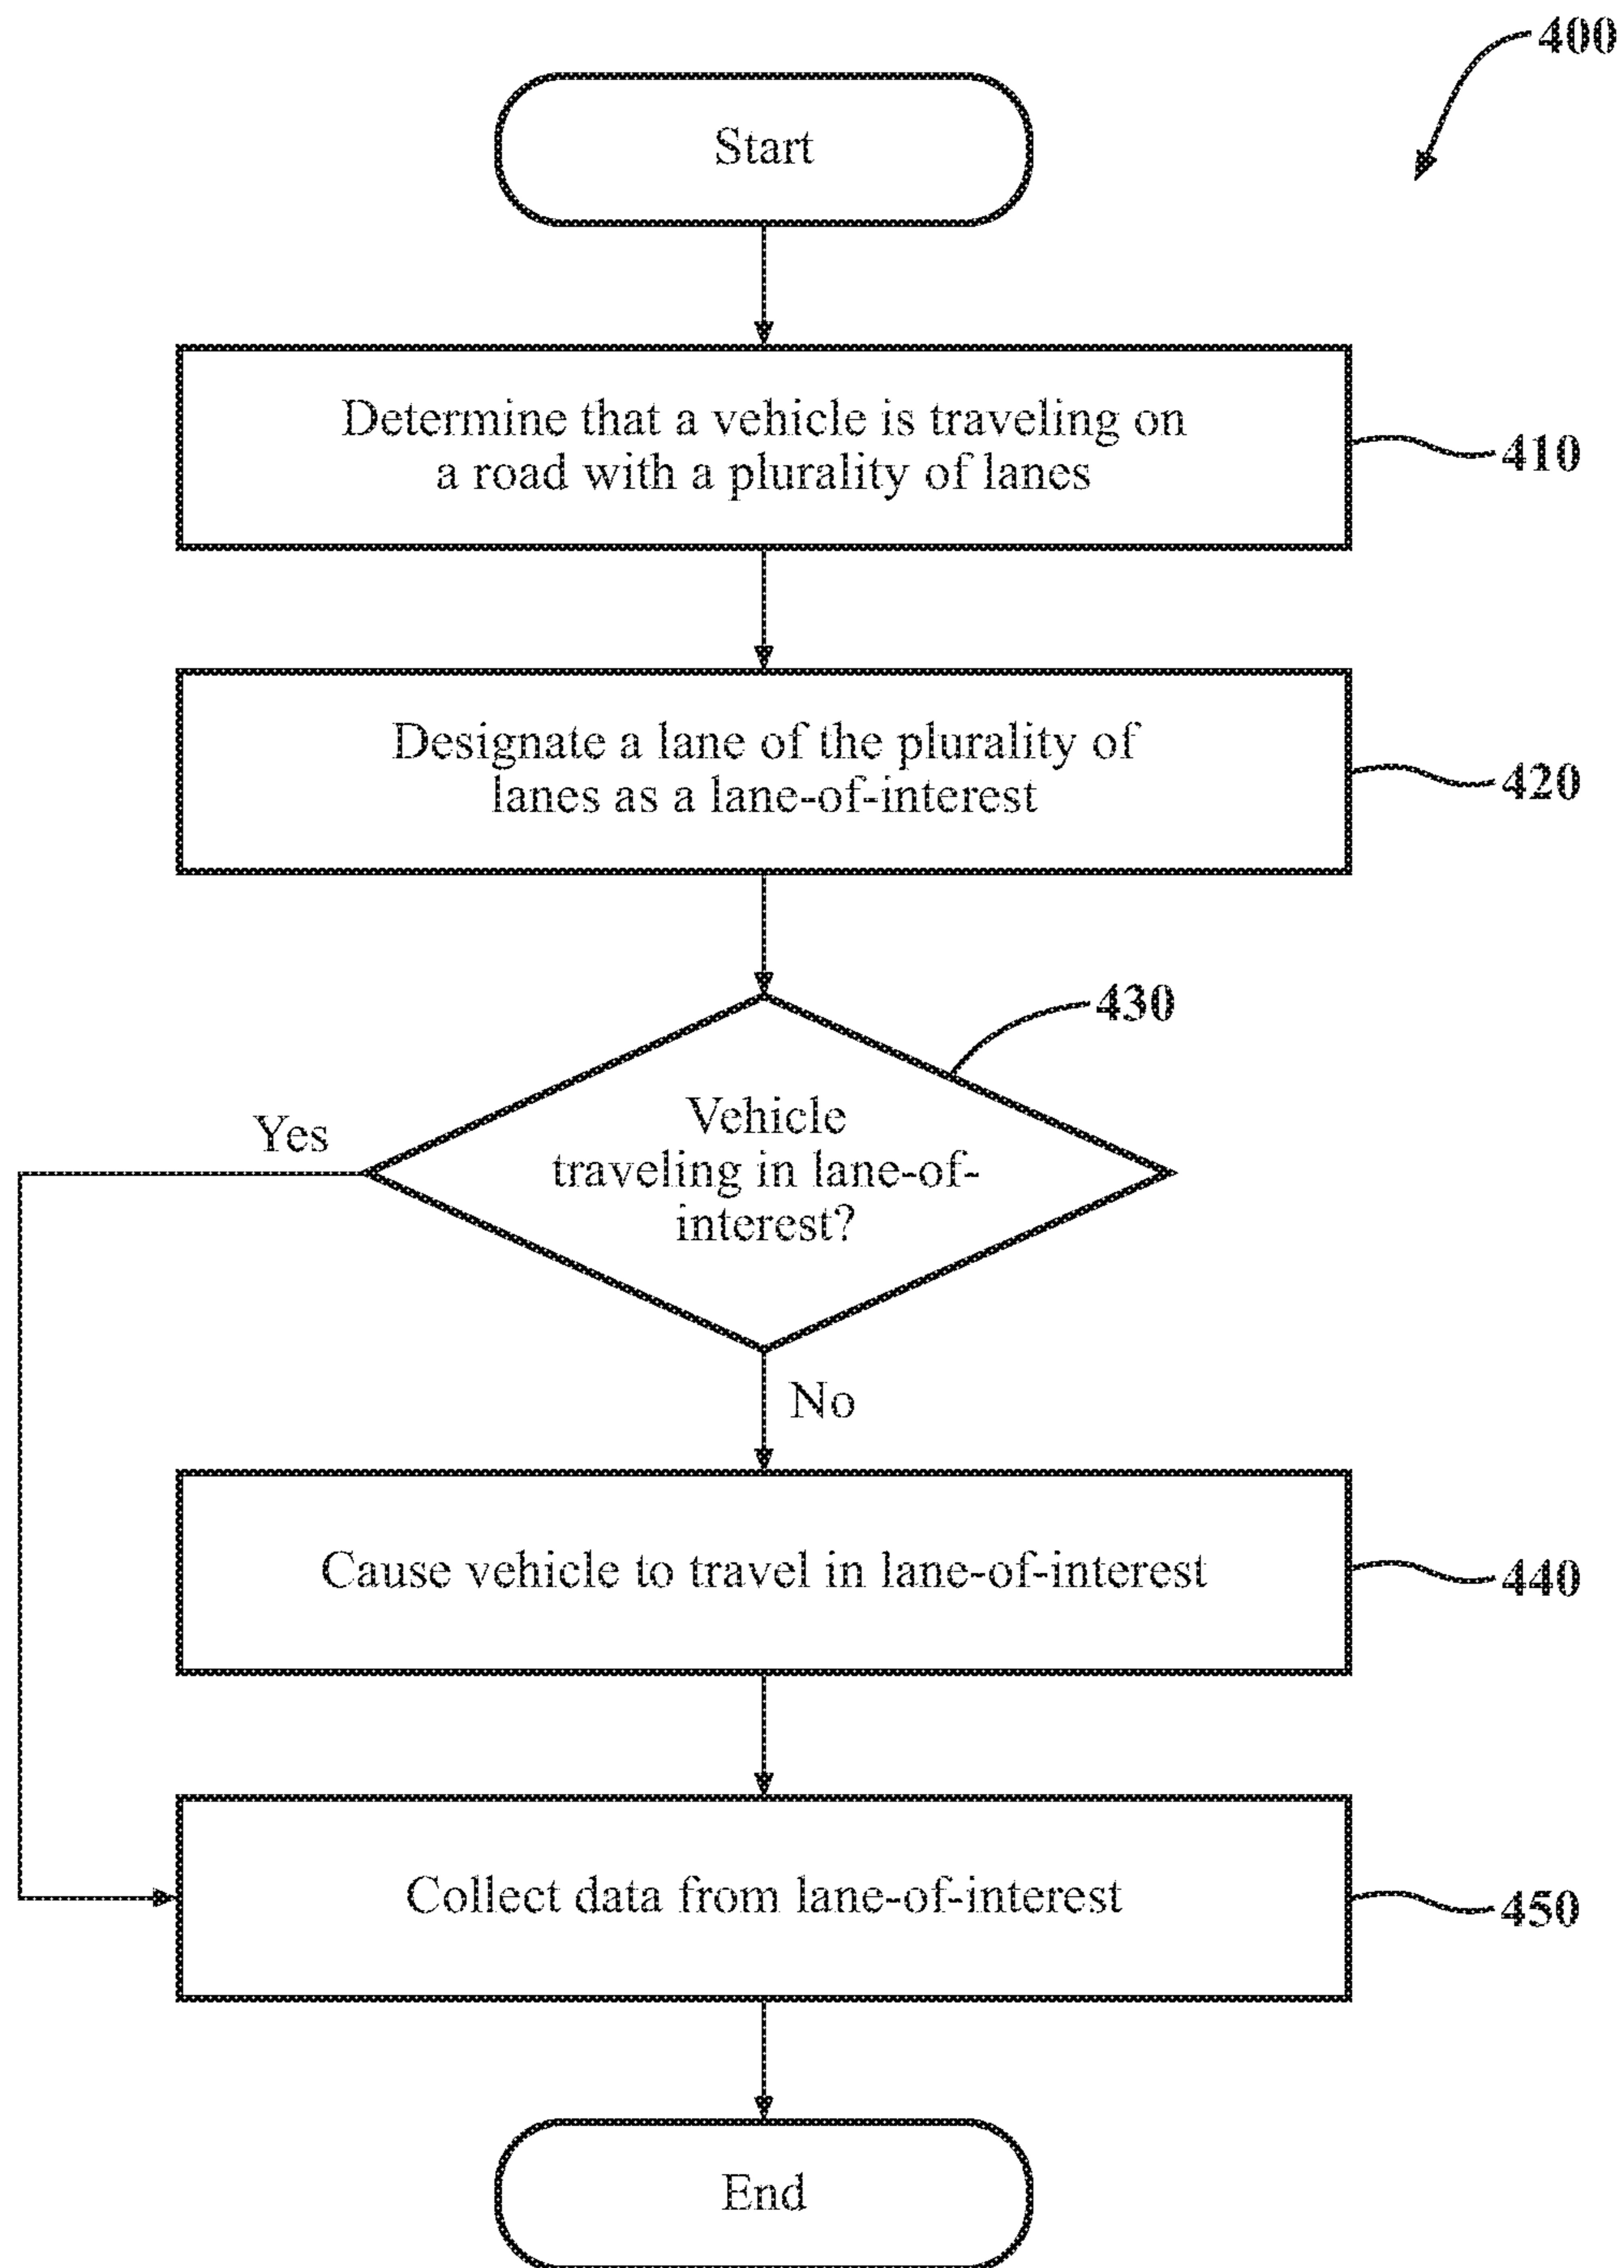 400
Start
Determine that a vehicle is traveling on
a road with a plurality of lanes
410
Designate a lane of the plurality of
lanes as a lane-of-interest
420
430
Vehicle
traveling in lane-of-
interest?
Yes
No
Cause vehicle to travel in lane-of-interest
440
Collect data from lane-of-interest
450
End